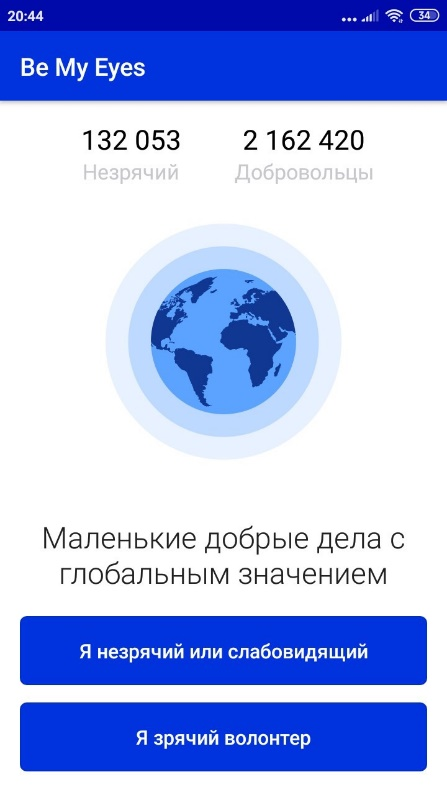 20:44
34
Be My Eyes
132 053 2 162 420
Незрячий Добровольцы
Маленькие добрые дела с
глобальным значением
Я незрячий или слабовидящий
Я зрячий волонтер